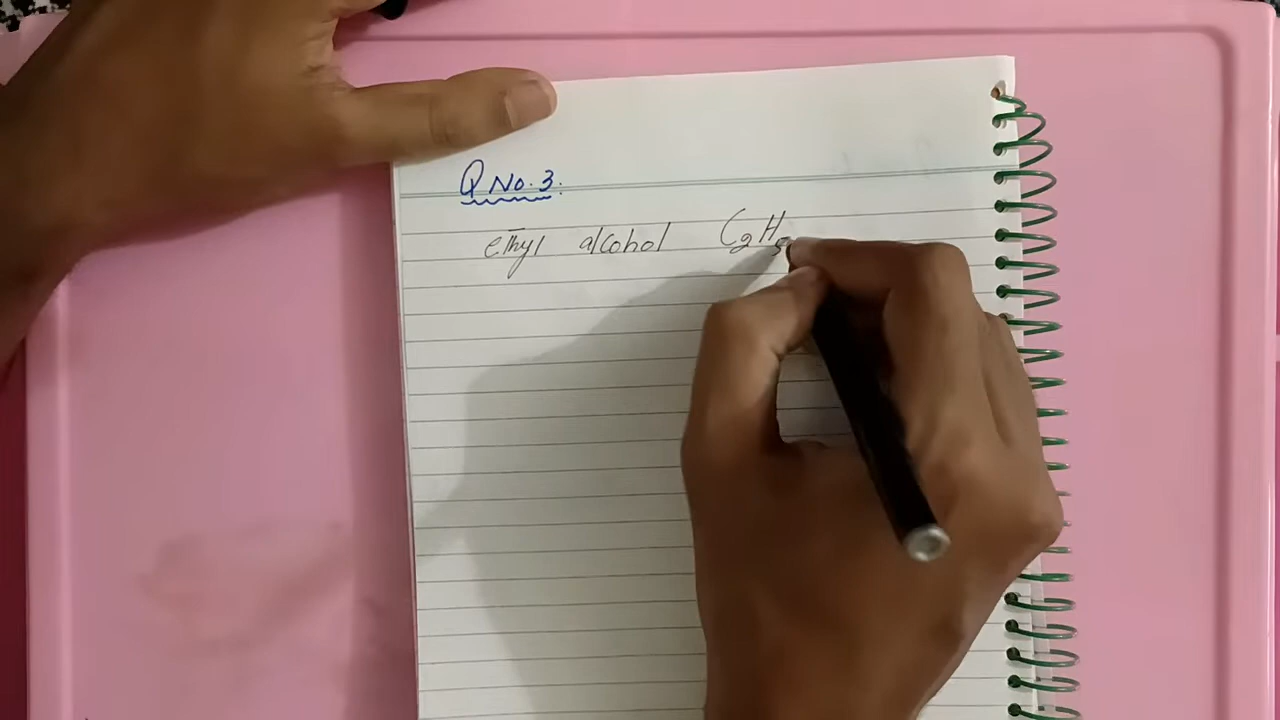 Q No. 3.
ethyl alcohol C₂H₅